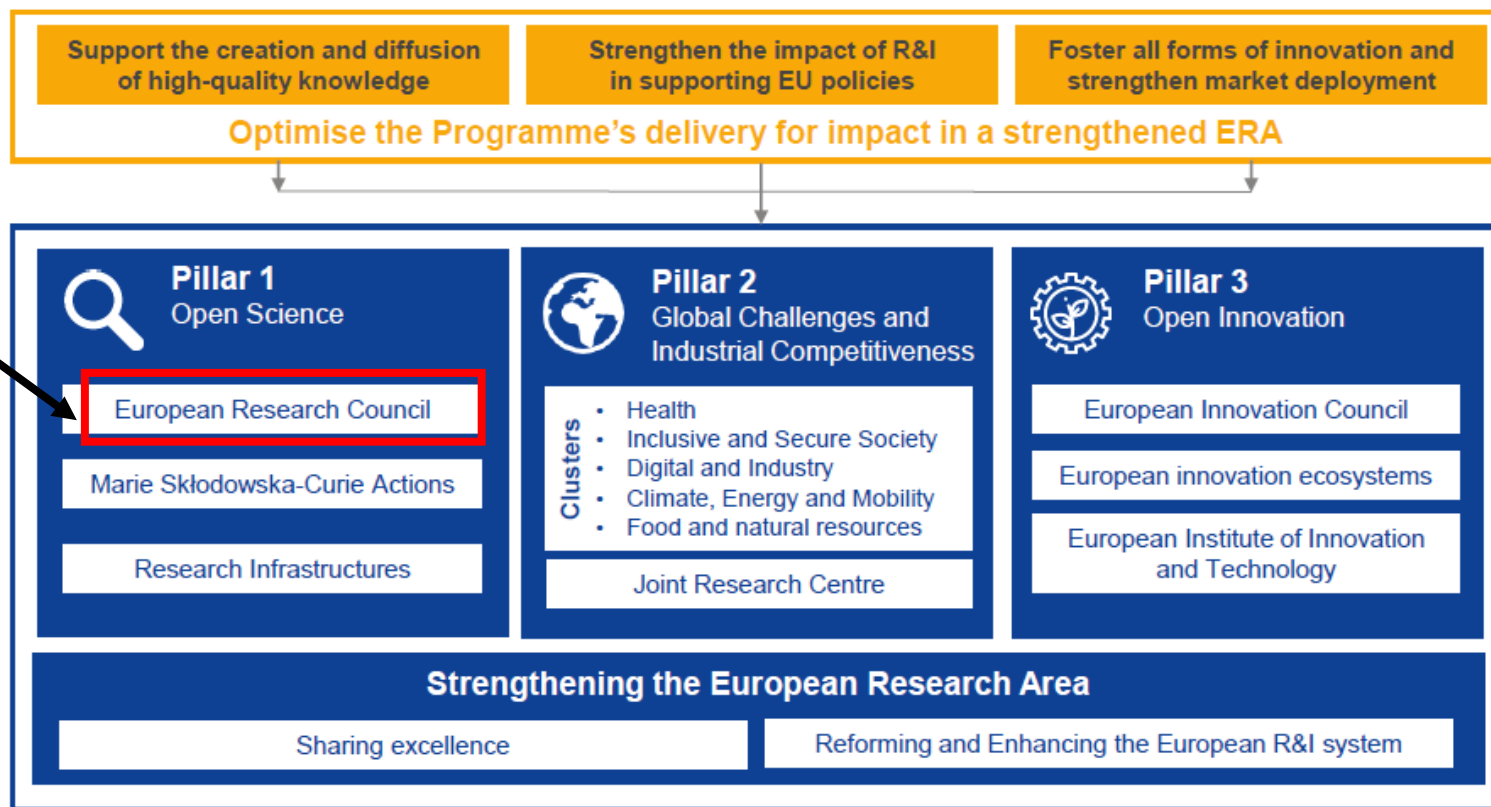 Support the creation and diffusion
of high-quality knowledge
Strengthen the impact of R&I
in supporting EU policies
Foster all forms of innovation and
strengthen market deployment
Optimise the Programme's delivery for impact in a strengthened ERA
Pillar 1
Open Science
European Research Council
Marie Skłodowska-Curie Actions
Research Infrastructures
Pillar 2
Global Challenges and
Industrial Competitiveness
Clusters
• Health
• Inclusive and Secure Society
• Digital and Industry
• Climate, Energy and Mobility
• Food and natural resources
Joint Research Centre
Pillar 3
Open Innovation
European Innovation Council
European innovation ecosystems
European Institute of Innovation
and Technology
Strengthening the European Research Area
Sharing excellence
Reforming and Enhancing the European R&I system